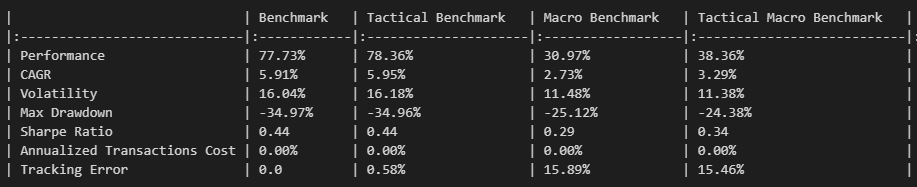 |                             | Benchmark   | Tactical Benchmark   | Macro Benchmark   | Tactical Macro Benchmark   |
|:----------------------------|:------------|:---------------------|:------------------|:---------------------------|:
| Performance                 | 77.73%      | 78.36%               | 30.97%            | 38.36%                     |
| CAGR                        | 5.91%       | 5.95%                | 2.73%             | 3.29%                      |
| Volatility                  | 16.04%      | 16.18%               | 11.48%            | 11.38%                     |
| Max Drawdown                | -34.97%     | -34.96%              | -25.12%           | -24.38%                    |
| Sharpe Ratio                | 0.44        | 0.44                 | 0.29              | 0.34                       |
| Annualized Transactions Cost | 0.00%       | 0.00%                | 0.00%             | 0.00%                      |
| Tracking Error              | 0.0         | 0.58%                | 15.89%            | 15.46%                     |